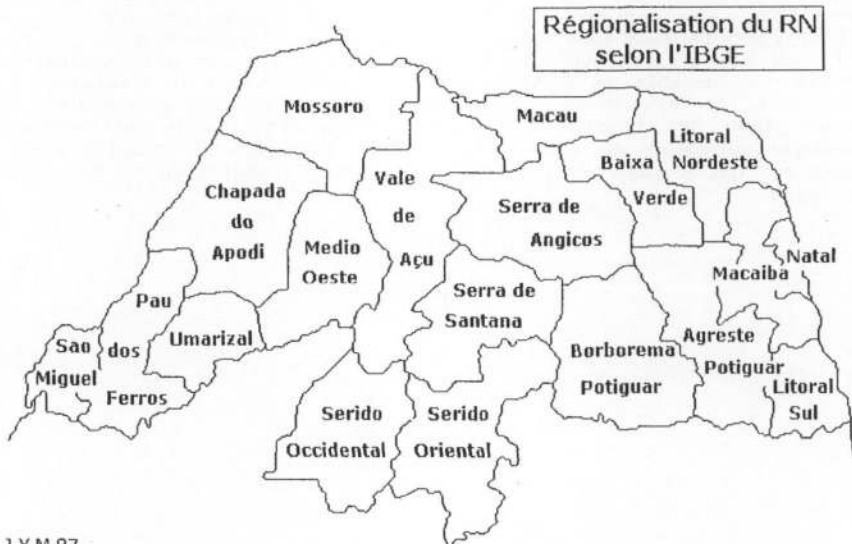 Régionalisation du RN
selon l'IBGE
Mossoro
Macau
Litoral
Nordeste
Baixa
Verde
Chapada
do
Apodi
Vale
de
Açu
Serra de
Angicos
Medio
Oeste
Natal
Macaiba
Pau
dos
Ferros
Serra de
Santana
Umarizal
Sao
Miguel
Agreste
Potiguar
Borborema
Potiguar
Litoral
Sul
Serido
Occidental
Serido
Oriental